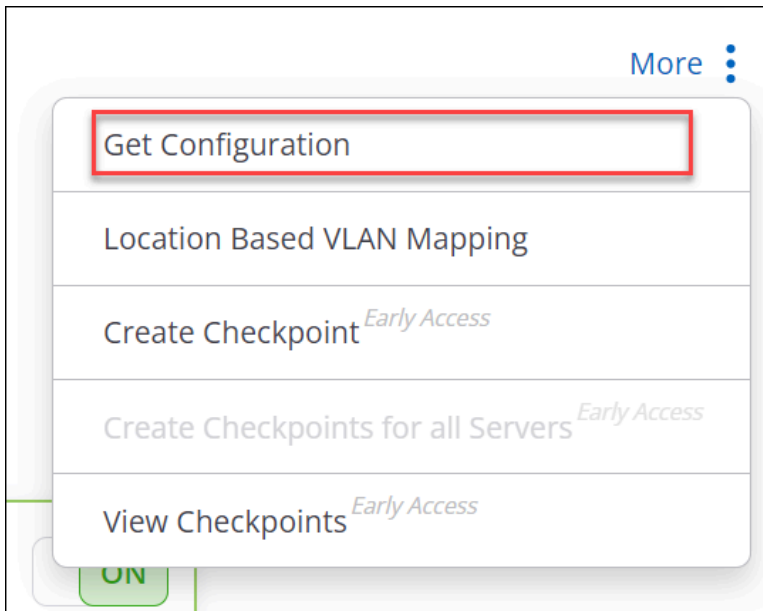 More
Get Configuration
Location Based VLAN Mapping
Create Checkpoint Early Access
Create Checkpoints for all Servers Early Access
View Checkpoints Early Access
ON